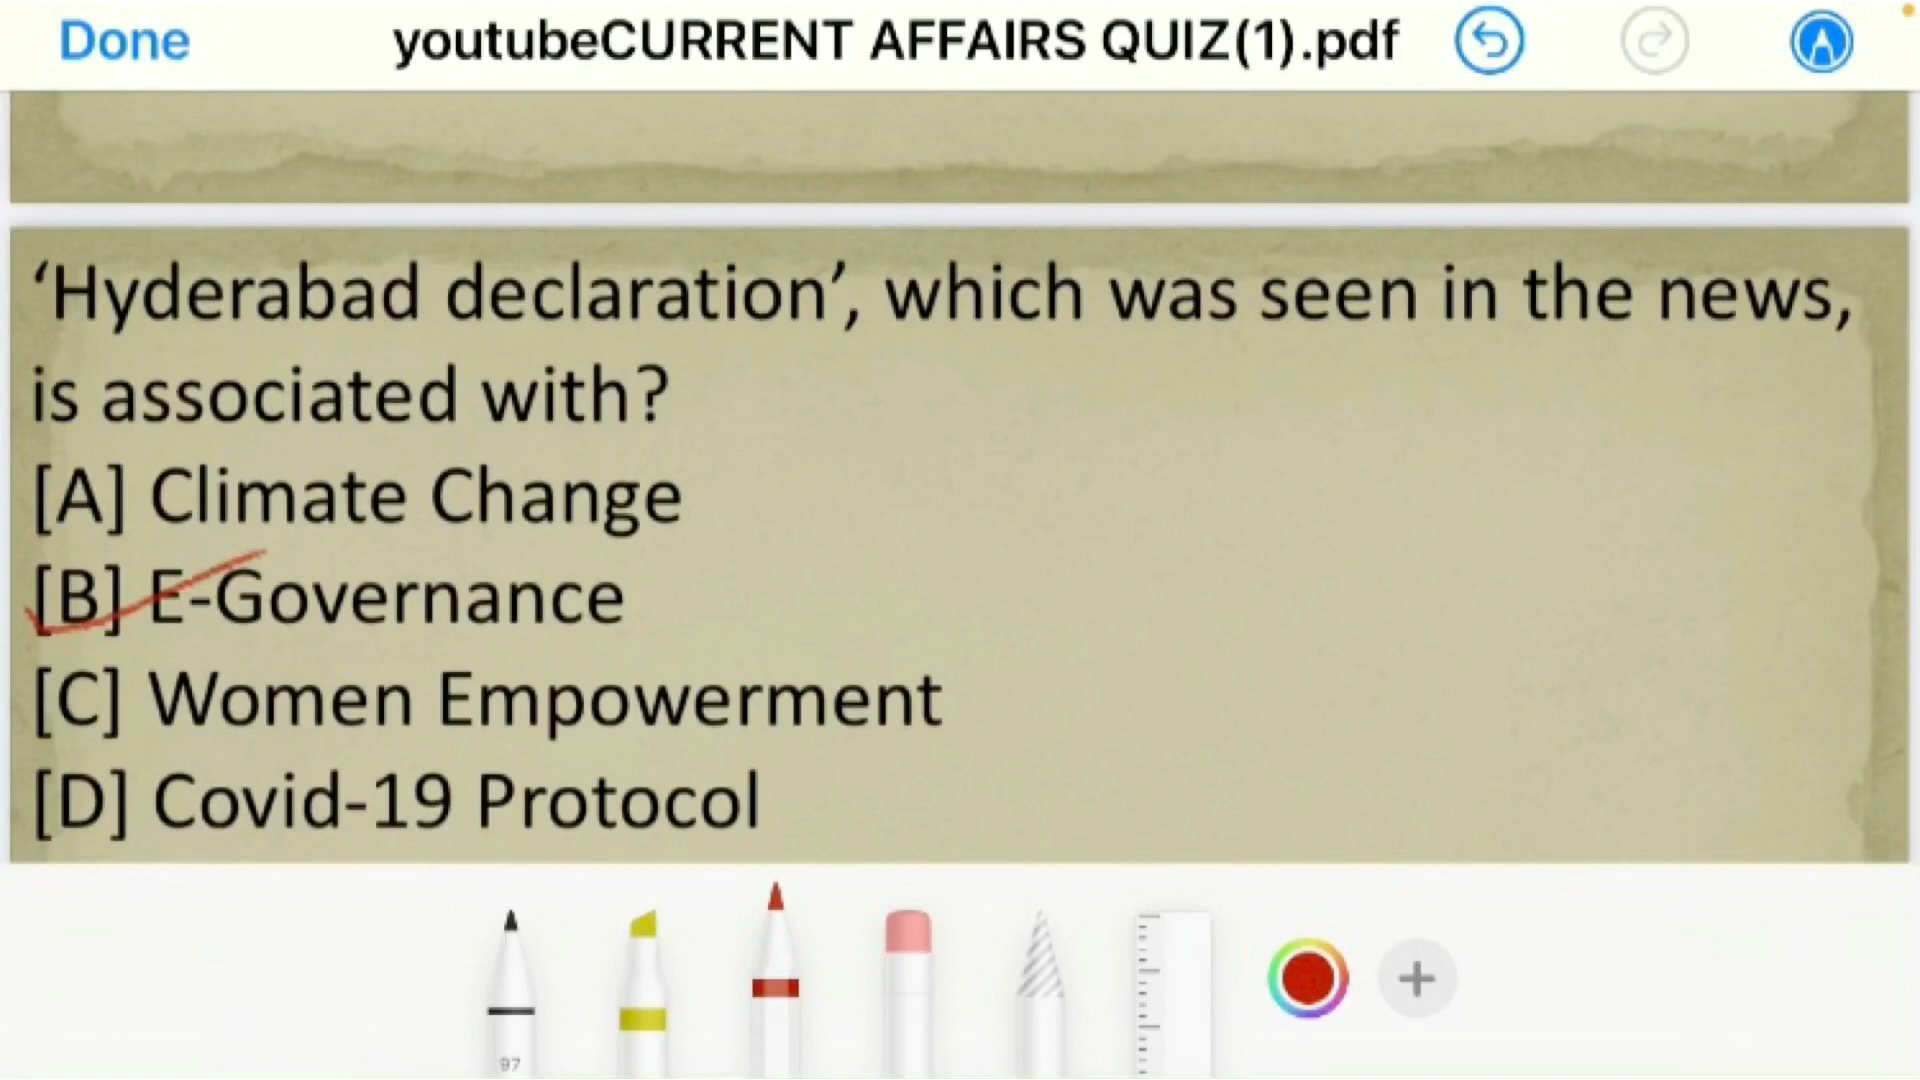 Done youtubeCURRENT AFFAIRS QUIZ(1).pdf
‘Hyderabad declaration’, which was seen in the news,
is associated with?
[A] Climate Change
[B] E-Governance
[C] Women Empowerment
[D] Covid-19 Protocol
97